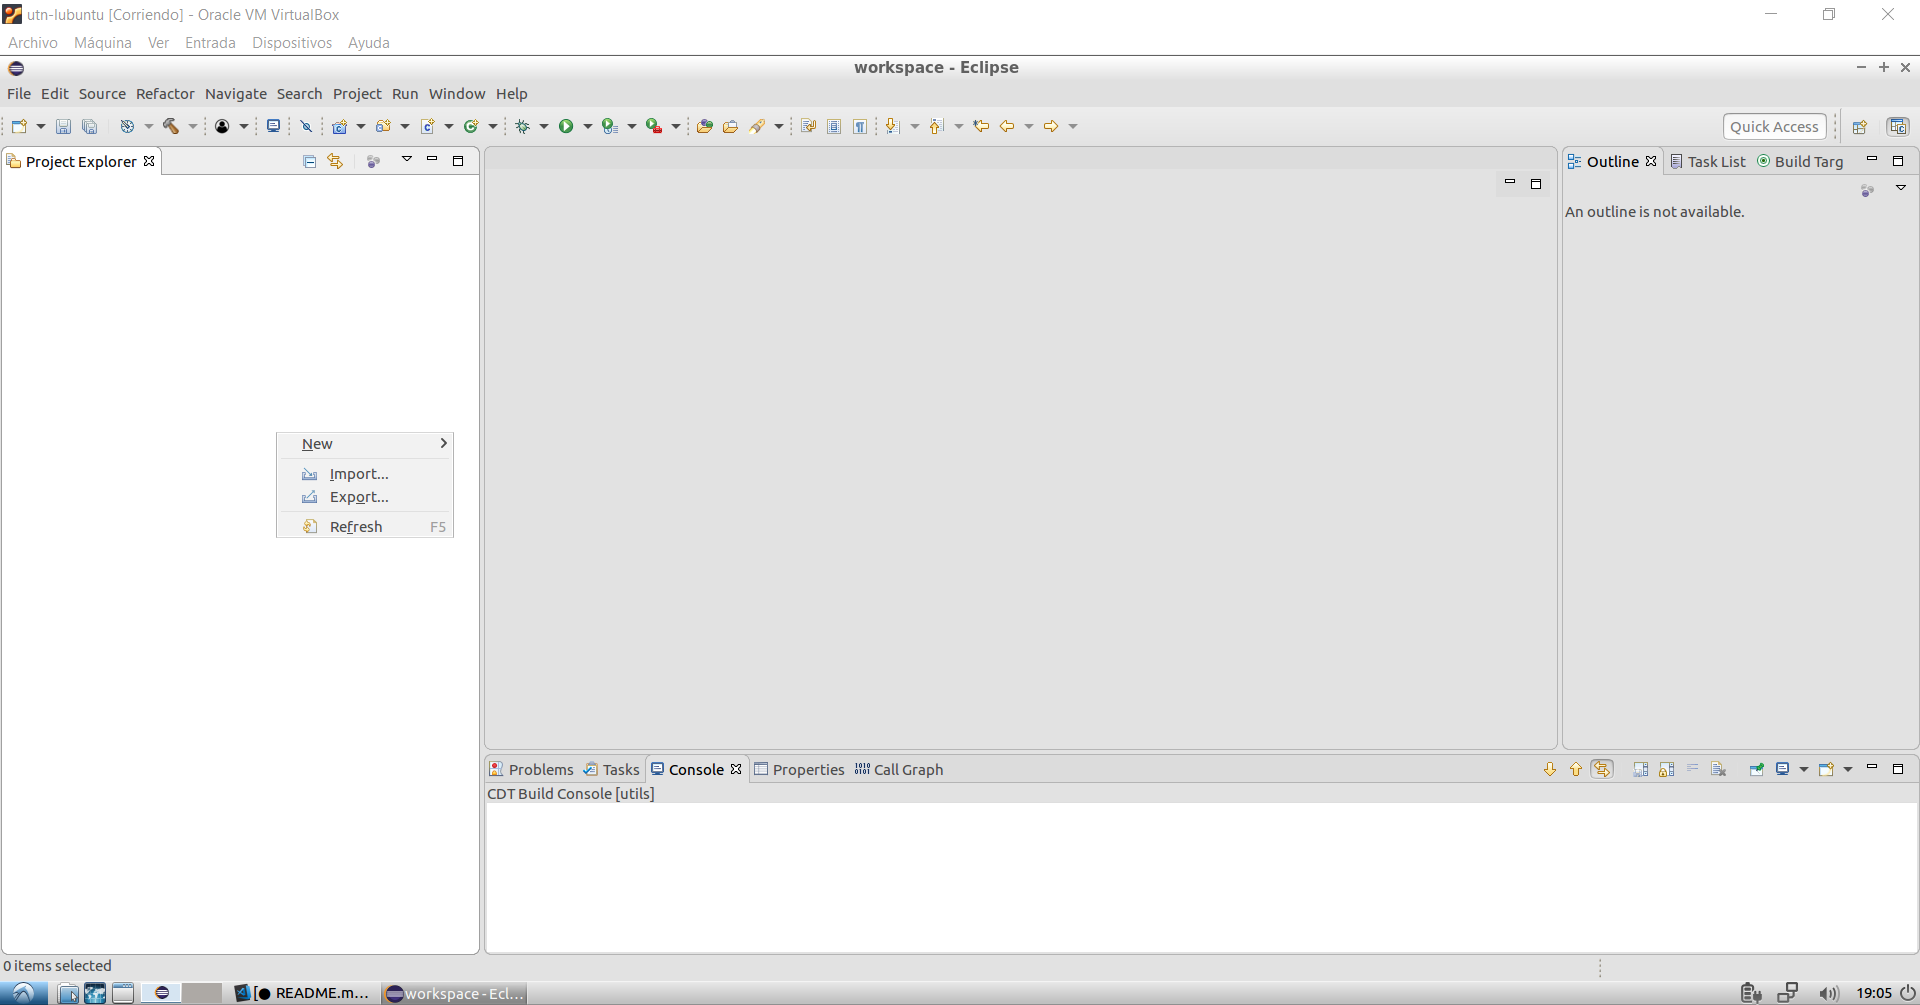 utn-lubuntu [Corriendo] - Oracle VM VirtualBox
Archivo Máquina Ver Entrada Dispositivos Ayuda
workspace - Eclipse
File Edit Source Refactor Navigate Search Project Run Window Help
Quick Access
Project Explorer
Outline Task List Build Targ
An outline is not available.
New
Import...
Export...
Refresh F5
Problems Tasks Console Properties Call Graph
CDT Build Console [utils]
0 items selected
[● README.m... workspace - Ecl... 19:05